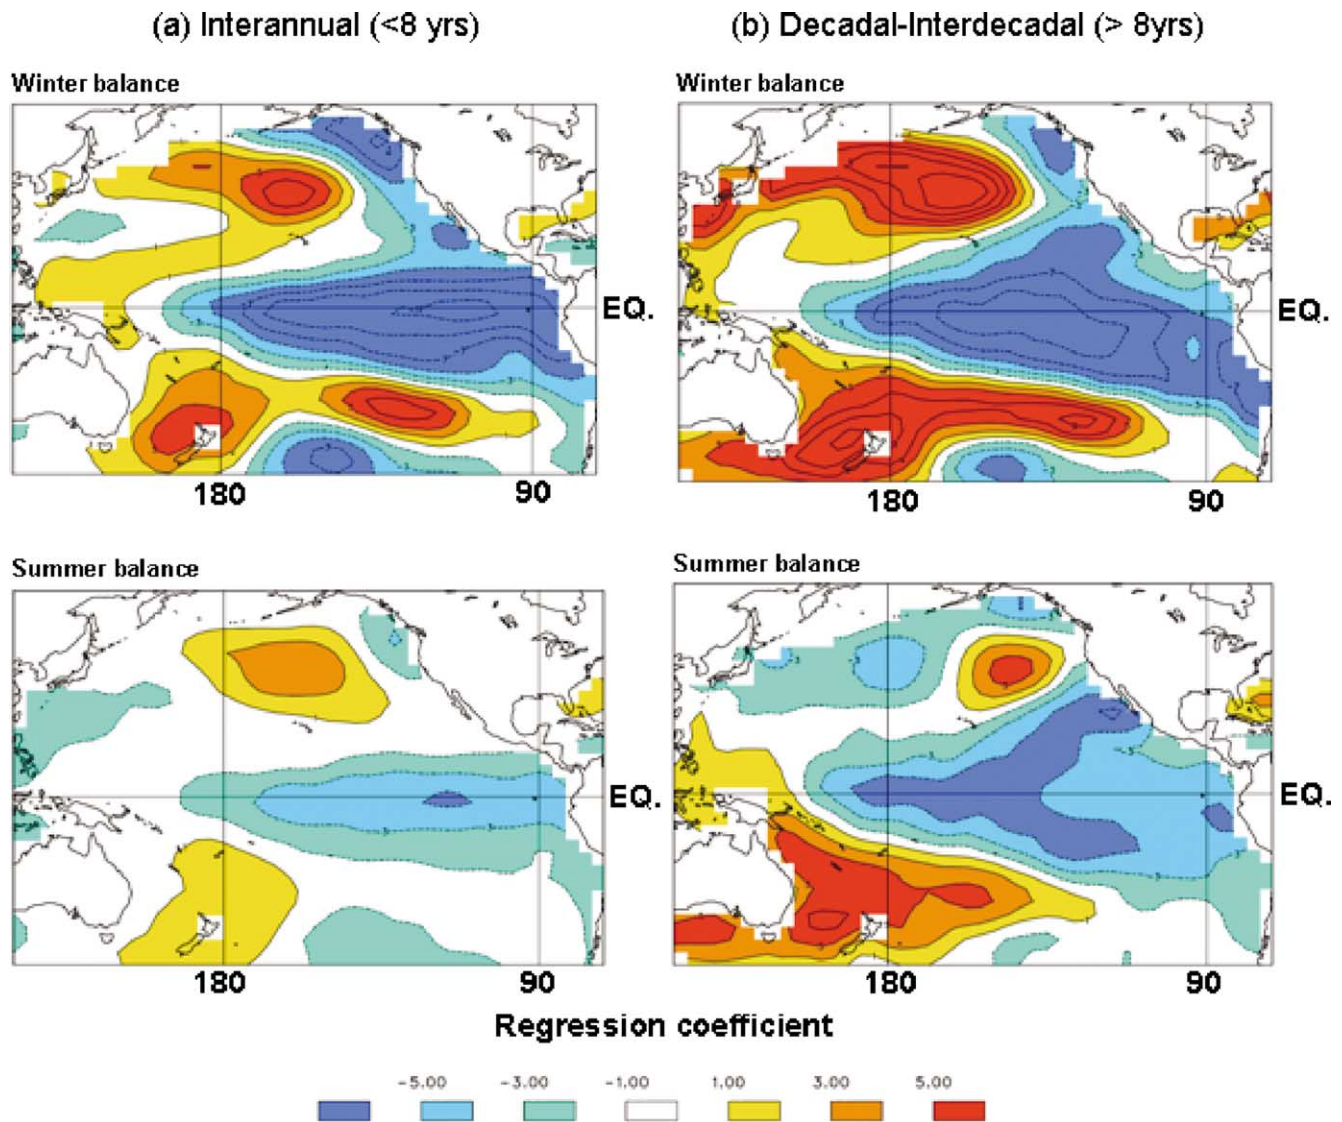 (a) Interannual (<8 yrs)
(b) Decadal-Interdecadal (> 8yrs)
Winter balance
Winter balance
EQ.
EQ.
180
90
180
90
Summer balance
Summer balance
EQ.
EQ.
180
90
180
90
Regression coefficient
-5.00 -3.00 -1.00 1.00 3.00 5.00